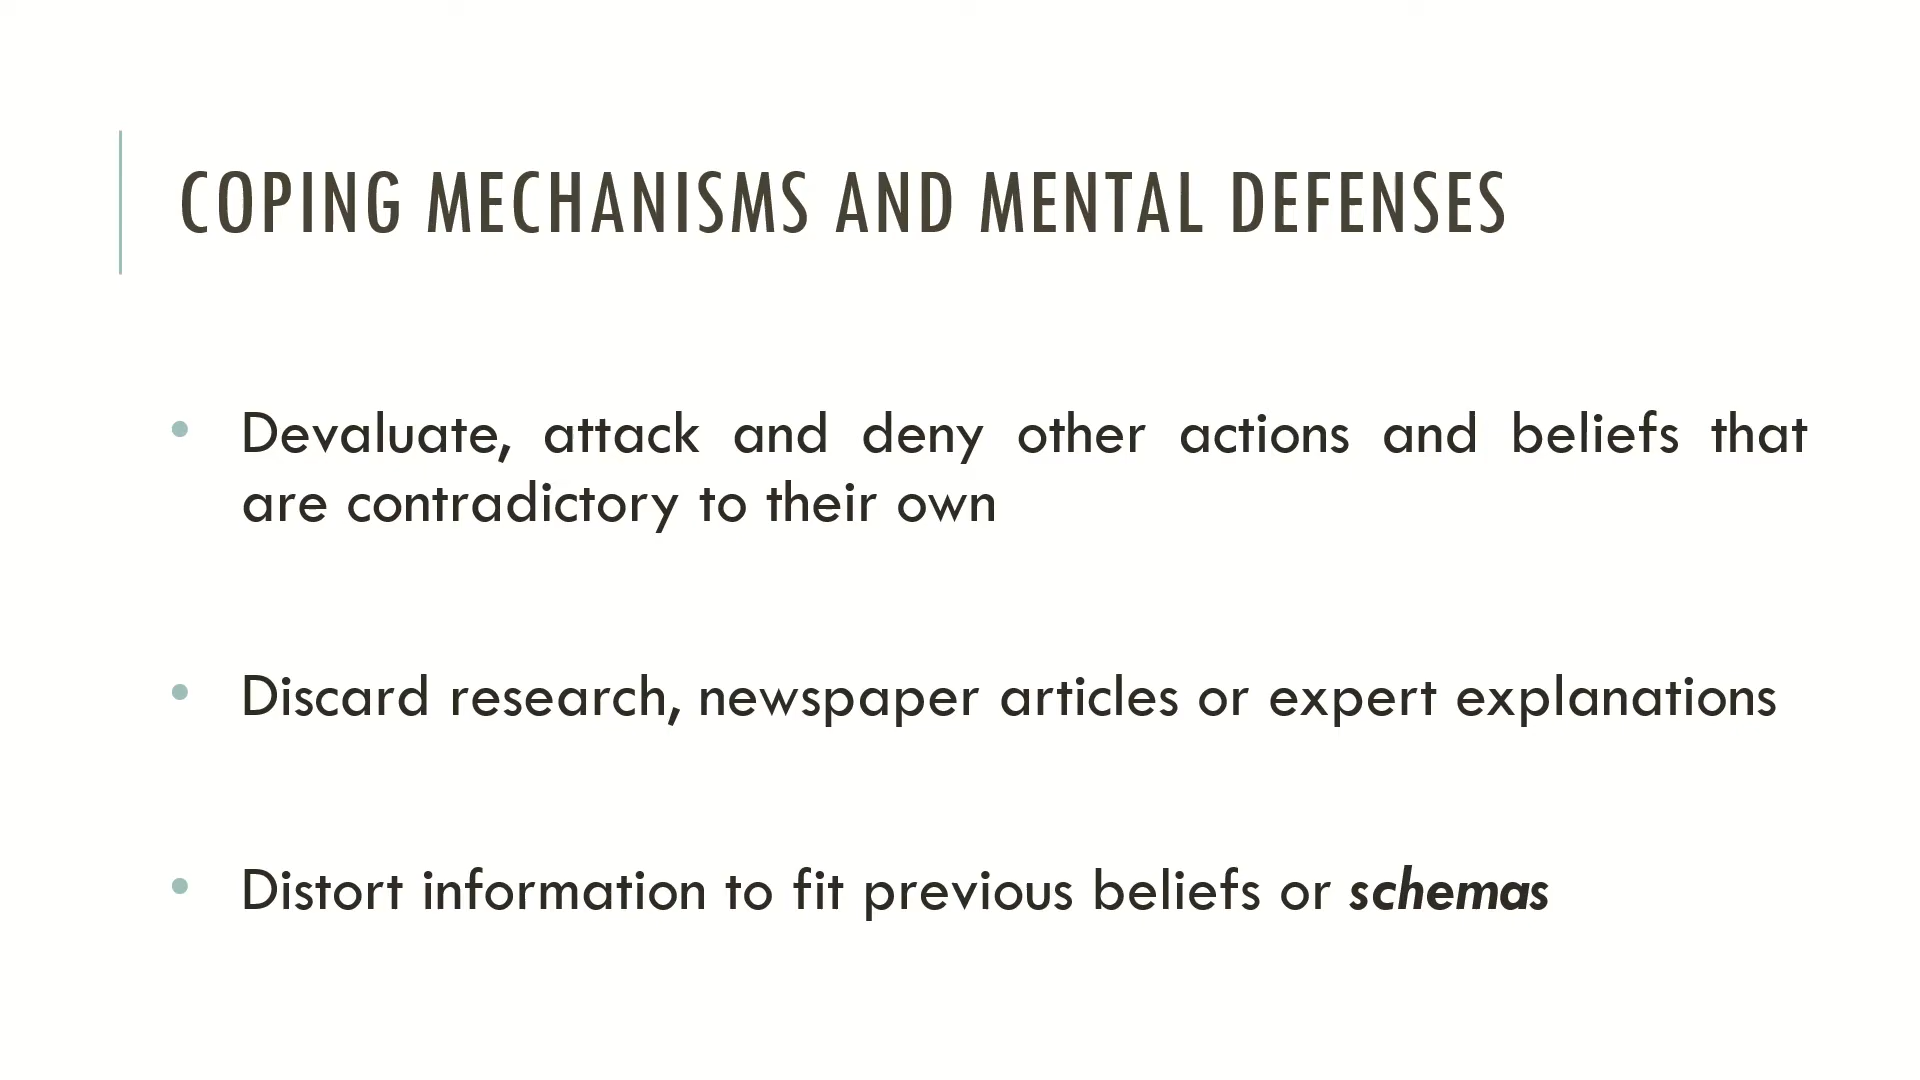 COPING MECHANISMS AND MENTAL DEFENSES
• Devaluate, attack and deny other actions and beliefs that
are contradictory to their own
• Discard research, newspaper articles or expert explanations
• Distort information to fit previous beliefs or schemas